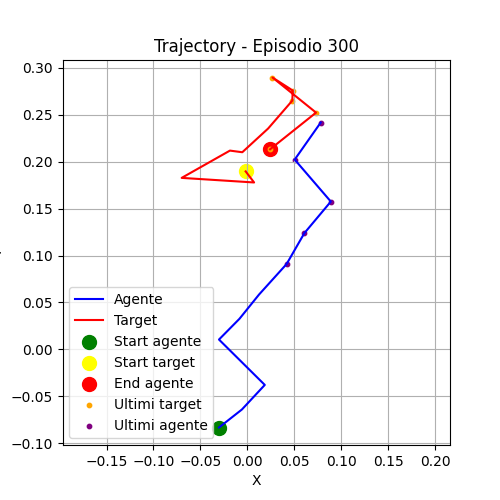 Trajectory - Episodio 300
0.30
0.25
0.20
0.15
0.10
0.05
0.00
−0.05
−0.10
Agente
Target
Start agente
Start target
End agente
Ultimi target
Ultimi agente
−0.15 −0.10 −0.05 0.00 0.05 0.10 0.15 0.20
X